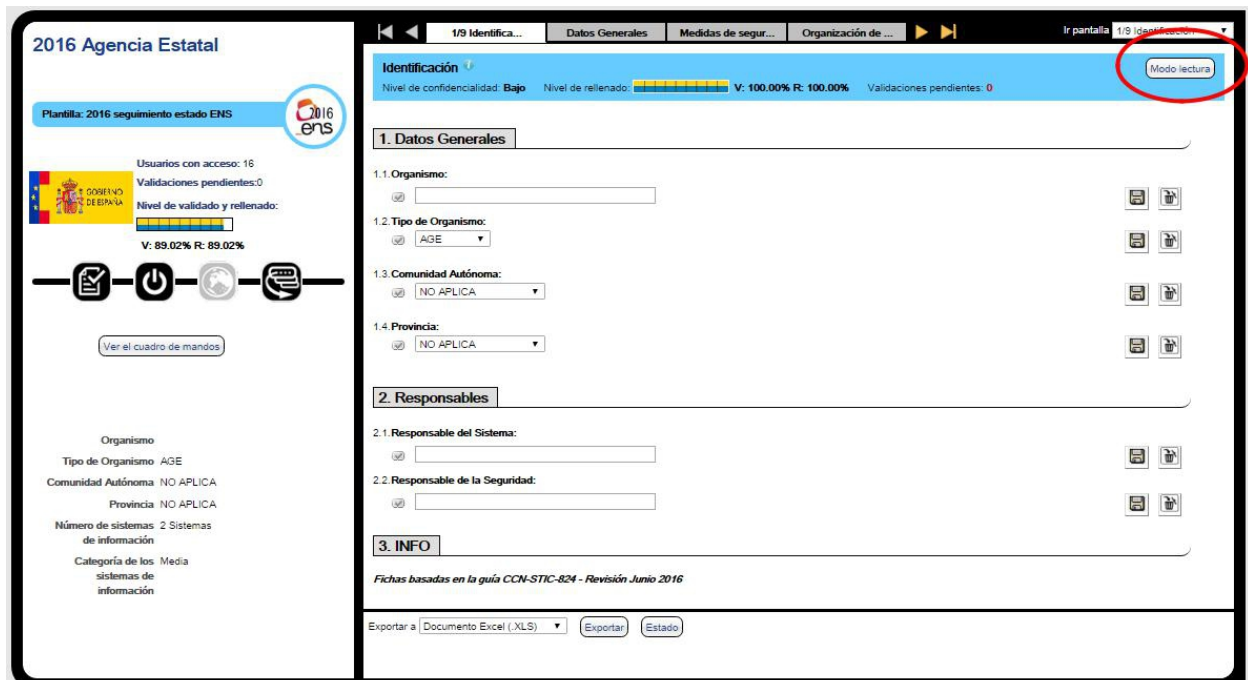 2016 Agencia Estatal
Plantilla: 2016 seguimiento estado ENS
2016
_ens
Usuarios con acceso: 16
Validaciones pendientes:0
Nivel de validado y rellenado:
GOBIERNO
DE ESPAÑA
V: 89.02% R: 89.02%
Ver el cuadro de mandos
Organismo
Tipo de Organismo AGE
Comunidad Autónoma NO APLICA
Provincia NO APLICA
Número de sistemas 2 Sistemas
de información
Categoría de los Media
sistemas de
información
1/9 Identifica... Datos Generales Medidas de segur... Organización de ... Ir pantalla 1/9 Identificación
Identificación
Modo lectura
Nivel de confidencialidad: Bajo Nivel de rellenado: V: 100.00% R: 100.00% Validaciones pendientes: 0
1. Datos Generales
1.1.Organismo:
1.2.Tipo de Organismo:
AGE
1.3.Comunidad Autónoma:
NO APLICA
1.4.Provincia:
NO APLICA
2. Responsables
2.1.Responsable del Sistema:
2.2.Responsable de la Seguridad:
3. INFO
Fichas basadas en la guía CCN-STIC-824 - Revisión Junio 2016
Exportar a Documento Excel (.XLS) Exportar Estado